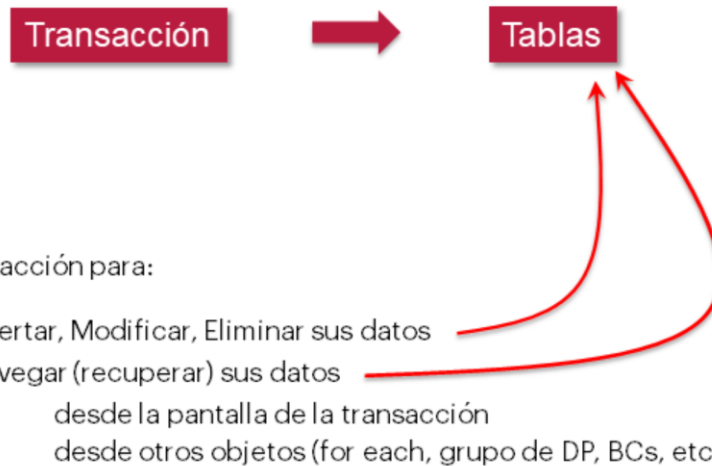 Transacción
Tablas
acción para:
ertar, Modificar, Eliminar sus datos
vegar (recuperar) sus datos
desde la pantalla de la transacción
desde otros objetos (for each, grupo de DP, BCs, etc